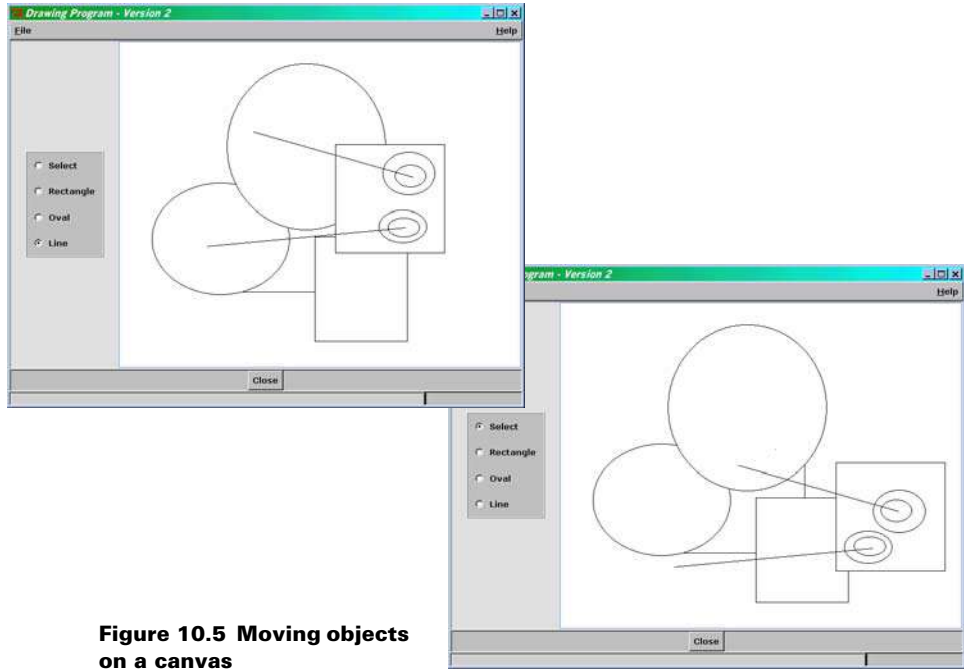 Drawing Program - Version 2
File Help
Select
Rectangle
Oval
Line
Close
ogram - Version 2
Help
Select
Rectangle
Oval
Line
Close
Figure 10.5 Moving objects
on a canvas